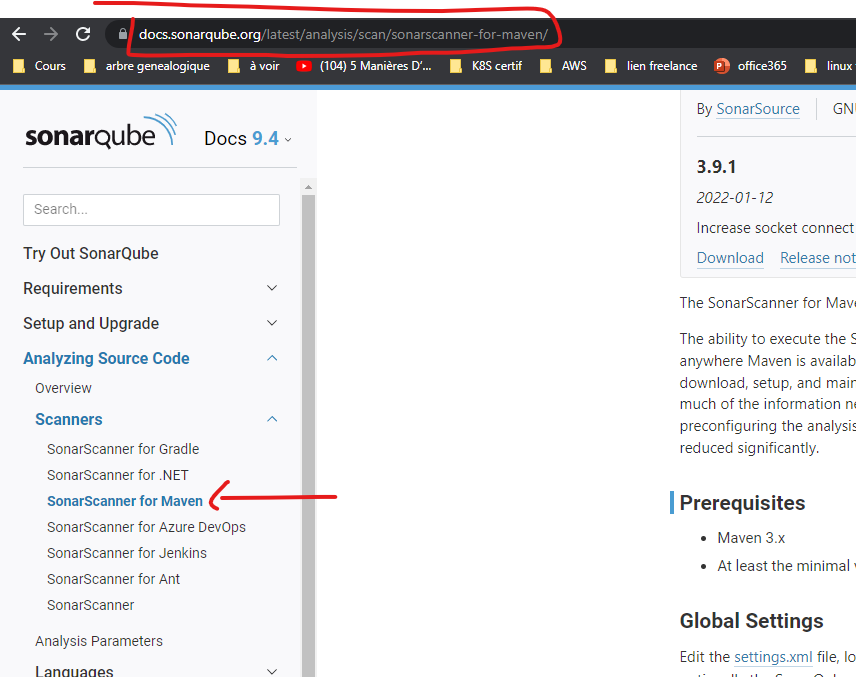 docs.sonarqube.org/latest/analysis/scan/sonarscanner-for-maven/
Cours arbre genealogique à voir (104) 5 Manières D'... K8S certif AWS lien freelance office365 linux
sonarqube Docs 9.4
Search...
Try Out SonarQube
Requirements
Setup and Upgrade
Analyzing Source Code
Overview
Scanners
SonarScanner for Gradle
SonarScanner for .NET
SonarScanner for Maven
SonarScanner for Azure DevOps
SonarScanner for Jenkins
SonarScanner for Ant
SonarScanner
Analysis Parameters
Languages
By SonarSource GN
3.9.1
2022-01-12
Increase socket connect
Download Release not
The SonarScanner for Mave
The ability to execute the S
anywhere Maven is availab
download, setup, and main
much of the information ne
preconfiguring the analysis
reduced significantly.
Prerequisites
Maven 3.x
At least the minimal v
Global Settings
Edit the settings.xml file, lo